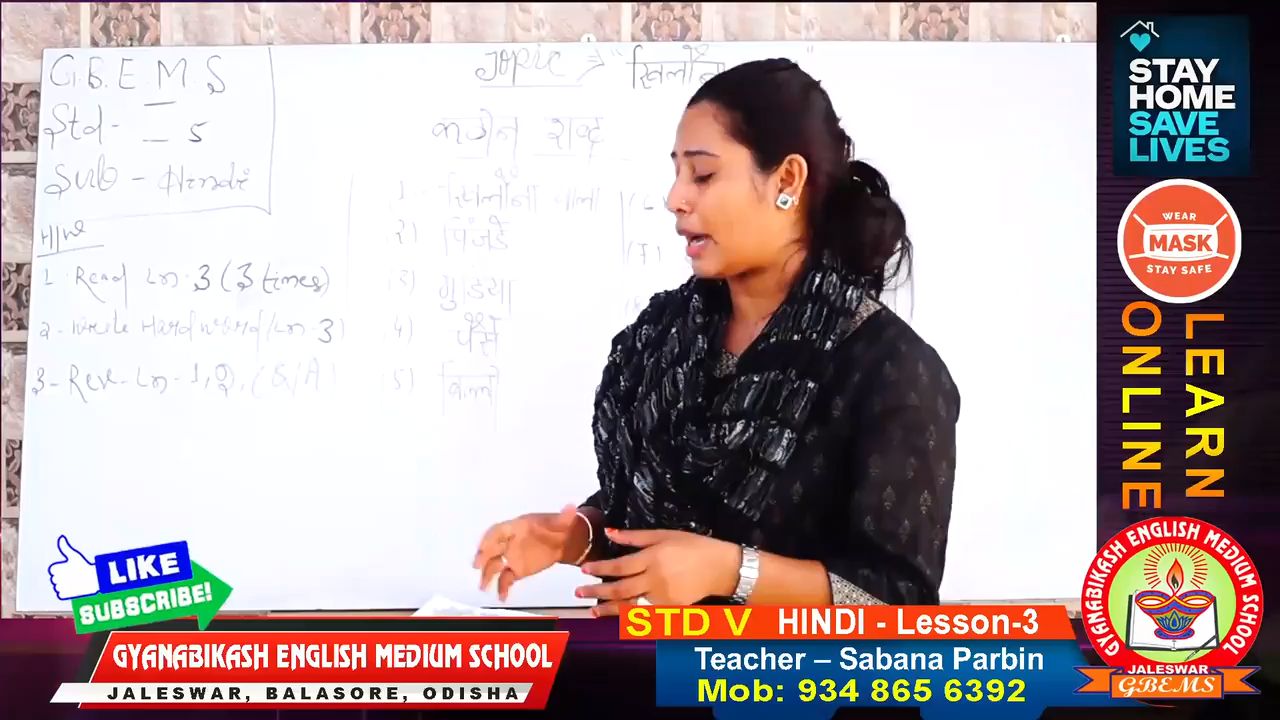 G.B.E.M.S
Std - 5
Sub - Hindi
H/W
1. Read Ln-3 (3 times)
2- Write Hard word (Ln-3)
3- Rev- Ln-1,2, (Q/A)
Topic → "खिलौना"
कठोन शब्द
1) खिलौना वाला
२) पिंजडे
3) गुडिया
4) पैसे
5)
(6)
(7)
STAY
HOME
SAVE
LIVES
WEAR
MASK
STAY SAFE
LEARN
ONLINE
LIKE
SUBSCRIBE!
GYANABIKASH ENGLISH MEDIUM SCHOOL
JALESWAR, BALASORE, ODISHA
STD V HINDI - Lesson-3
Teacher – Sabana Parbin
Mob: 934 865 6392
GYANABIKASH ENGLISH MEDIUM SCHOOL
JALESWAR
GBEMS